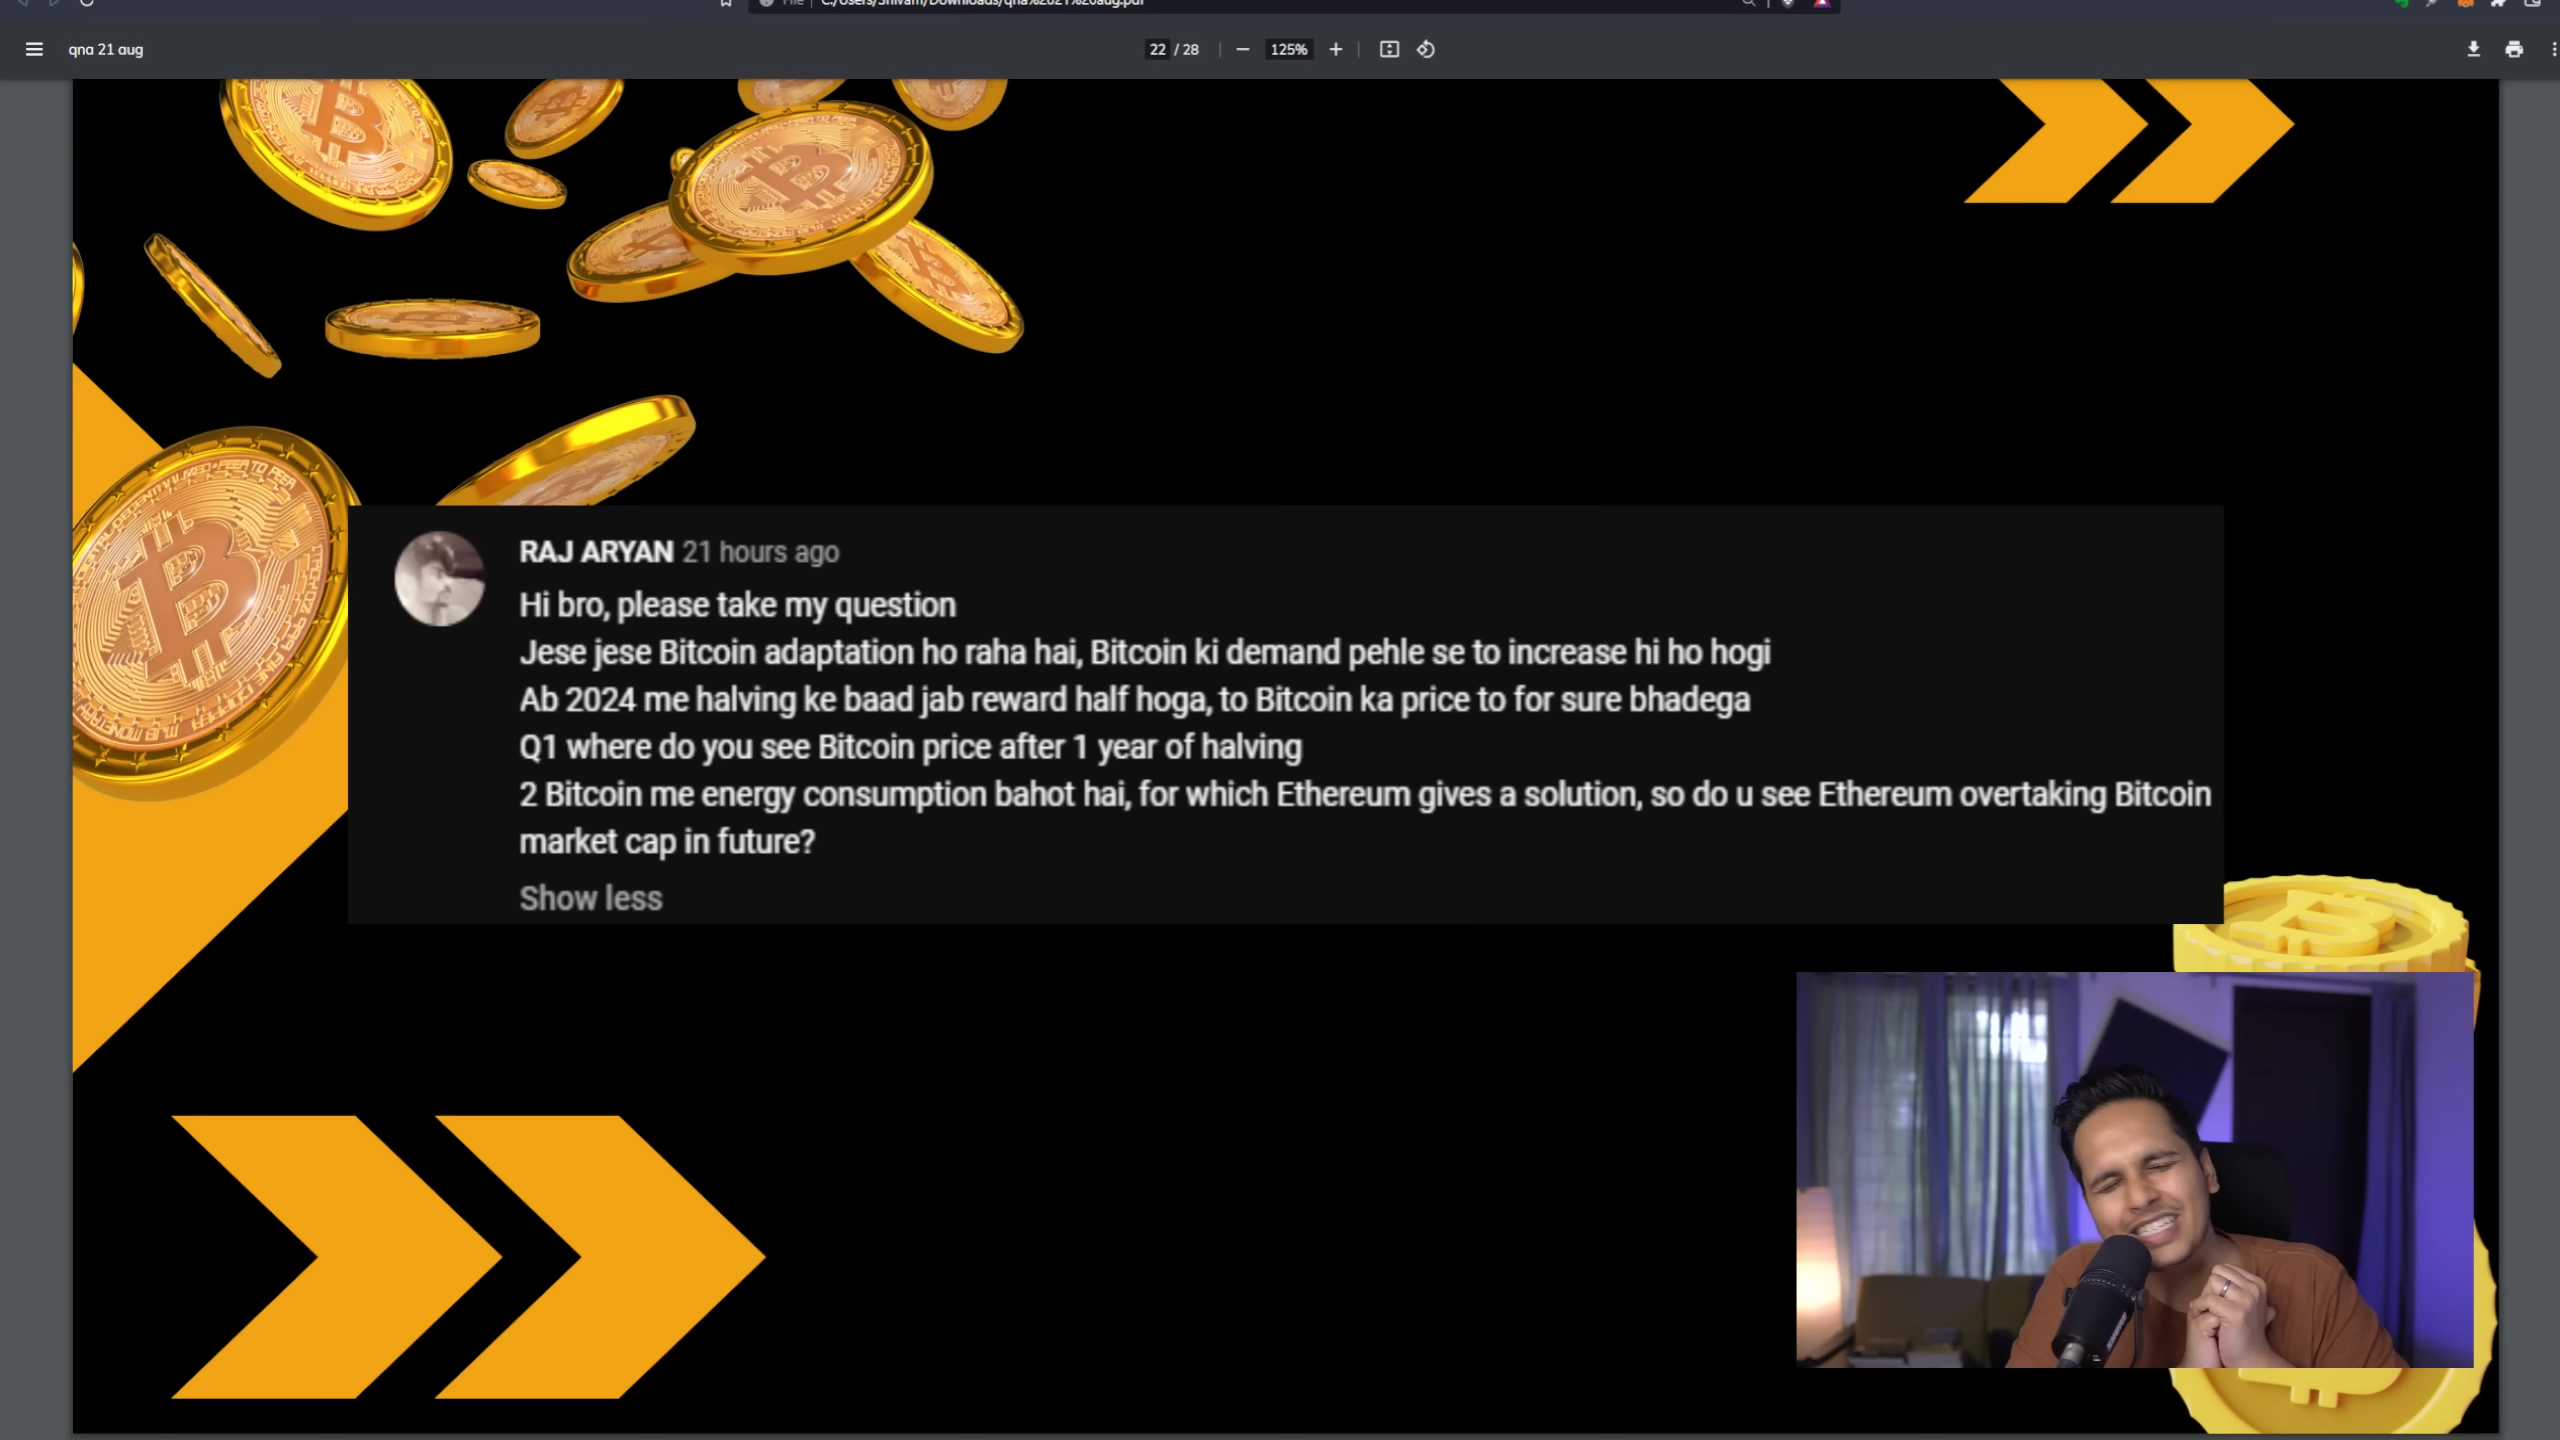 qna 21 aug
22 / 28
125%
RAJ ARYAN 21 hours ago
Hi bro, please take my question
Jese jese Bitcoin adaptation ho raha hai, Bitcoin ki demand pehle se to increase hi ho hogi
Ab 2024 me halving ke baad jab reward half hoga, to Bitcoin ka price to for sure bhadega
Q1 where do you see Bitcoin price after 1 year of halving
2 Bitcoin me energy consumption bahot hai, for which Ethereum gives a solution, so do u see Ethereum overtaking Bitcoin
market cap in future?
Show less